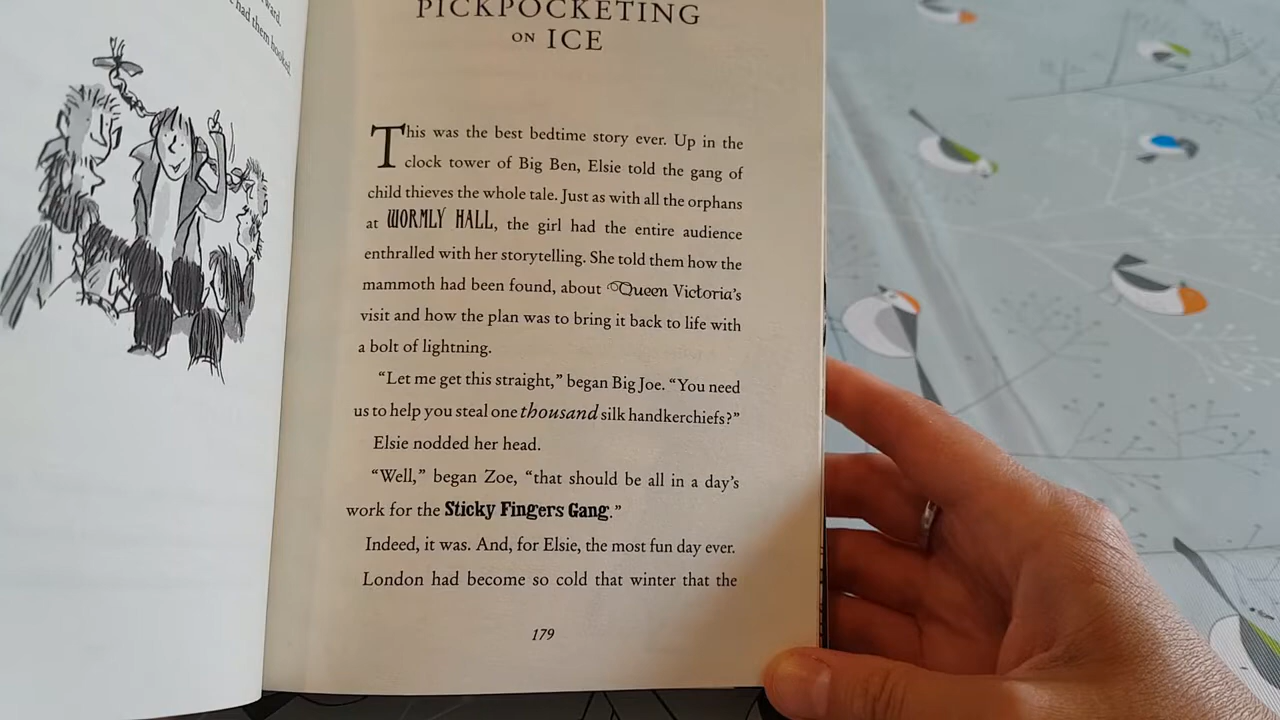 ward.
had them hooked.
PICKPOCKETING
ON ICE
This was the best bedtime story ever. Up in the
clock tower of Big Ben, Elsie told the gang of
child thieves the whole tale. Just as with all the orphans
at WORMLY HALL, the girl had the entire audience
enthralled with her storytelling. She told them how the
mammoth had been found, about Queen Victoria's
visit and how the plan was to bring it back to life with
a bolt of lightning.
“Let me get this straight,” began Big Joe. “You need
us to help you steal one thousand silk handkerchiefs?”
Elsie nodded her head.
“Well,” began Zoe, “that should be all in a day's
work for the Sticky Fingers Gang.”
Indeed, it was. And, for Elsie, the most fun day ever.
London had become so cold that winter that the
179